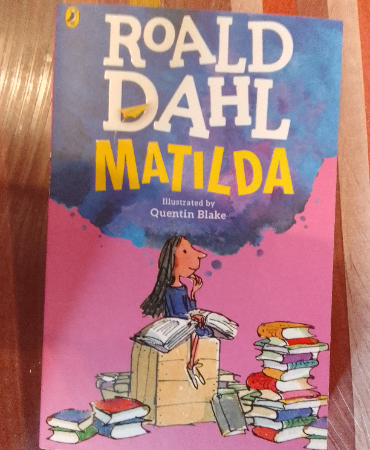 ROALD
DAHL
MATILDA
Illustrated by
Quentin Blake